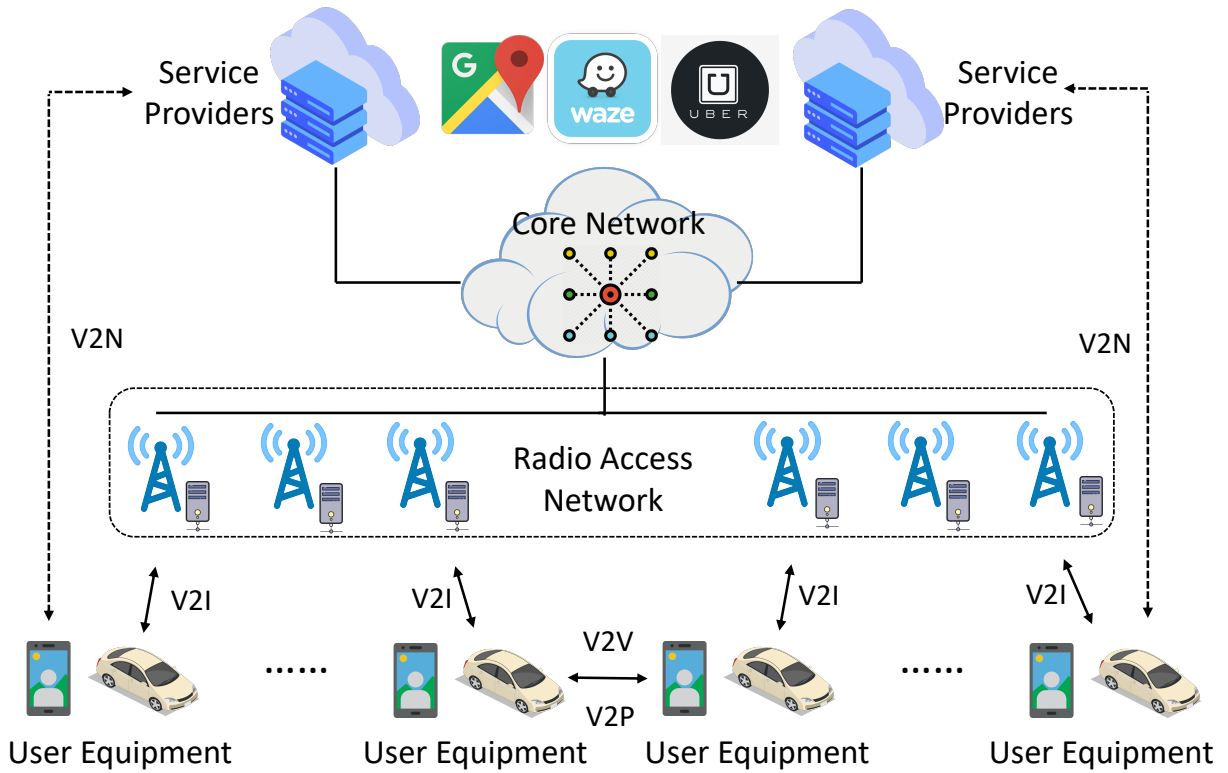 Service
Providers
G
waze
U
UBER
Service
Providers
Core Network
V2N
V2N
Radio Access
Network
V2I
V2I
V2I
V2I
V2V
V2P
......
......
User Equipment
User Equipment
User Equipment
User Equipment